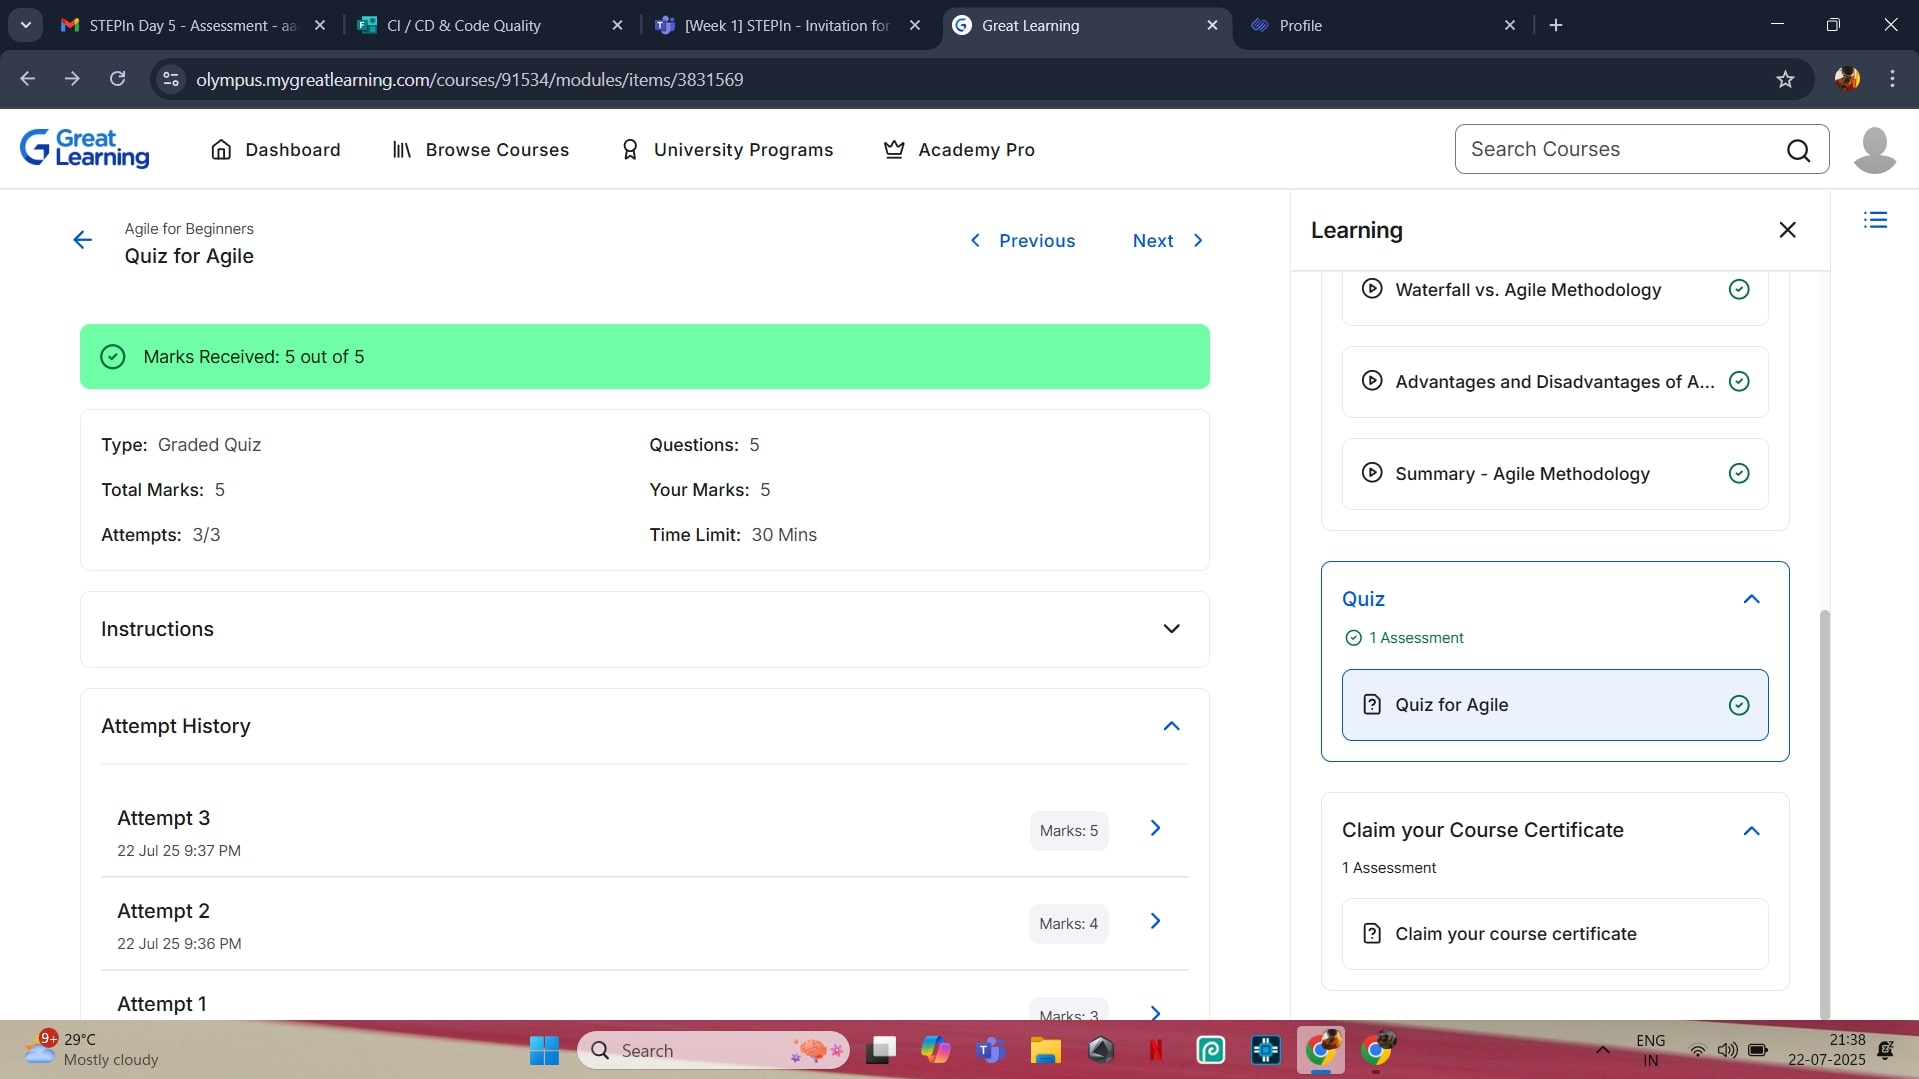 STEPIn Day 5 - Assessment - aa
CI / CD & Code Quality
[Week 1] STEPIn - Invitation for
Great Learning
Profile
olympus.mygreatlearning.com/courses/91534/modules/items/3831569
Great
Learning
Dashboard
Browse Courses
University Programs
Academy Pro
Search Courses
Agile for Beginners
Quiz for Agile
Previous
Next
Marks Received: 5 out of 5
Type: Graded Quiz
Questions: 5
Total Marks: 5
Your Marks: 5
Attempts: 3/3
Time Limit: 30 Mins
Instructions
Attempt History
Attempt 3
22 Jul 25 9:37 PM
Marks: 5
Attempt 2
22 Jul 25 9:36 PM
Marks: 4
Attempt 1
Marks: 3
Learning
Waterfall vs. Agile Methodology
Advantages and Disadvantages of A...
Summary - Agile Methodology
Quiz
1 Assessment
Quiz for Agile
Claim your Course Certificate
1 Assessment
Claim your course certificate
9+
29°C
Mostly cloudy
Search
ENG
IN
21:38
22-07-2025